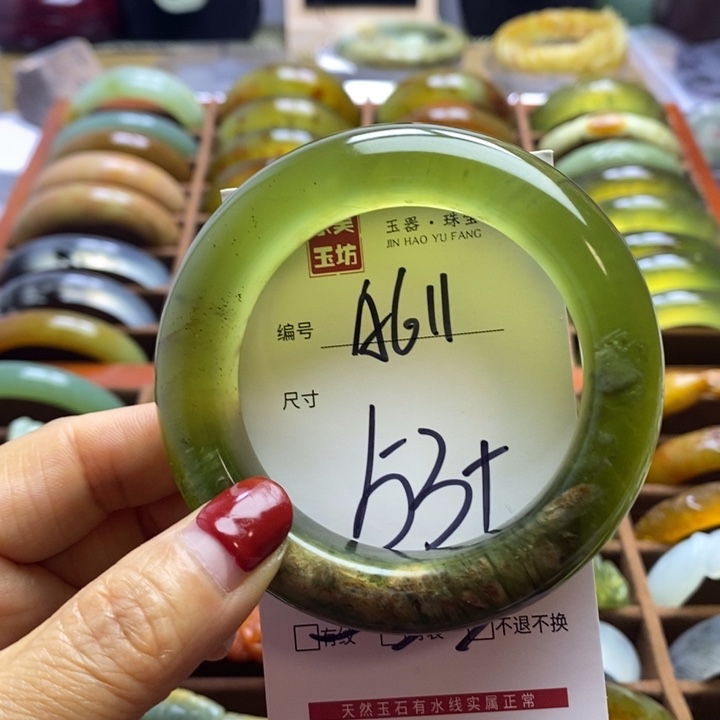 玉坊
玉器·珠宝
JIN HAO YU FANG
编号 A611
尺寸
53+
不退不换
天然玉石有水线实属正常